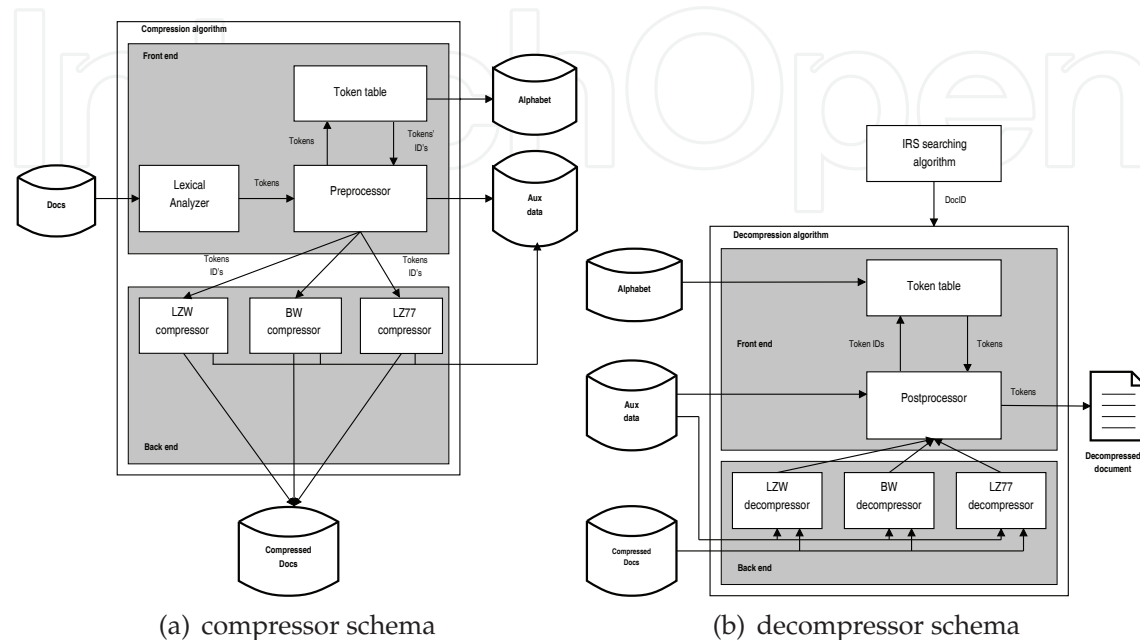 IntechOpen
Compression algorithm
Front end
Token table
Alphabet
Tokens
Tokens'
ID's
Docs
Lexical
Analyzer
Tokens
Preprocessor
Aux
data
Tokens
ID's
Tokens
ID's
LZW
compressor
BW
compressor
LZ77
compressor
Back end
Compressed
Docs
(a) compressor schema
IRS searching
algorithm
DocID
Decompression algorithm
Alphabet
Token table
Front end
Token IDs
Tokens
Aux
data
Postprocessor
Tokens
Decompressed
document
LZW
decompressor
BW
decompressor
LZ77
decompressor
Compressed
Docs
Back end
(b) decompressor schema